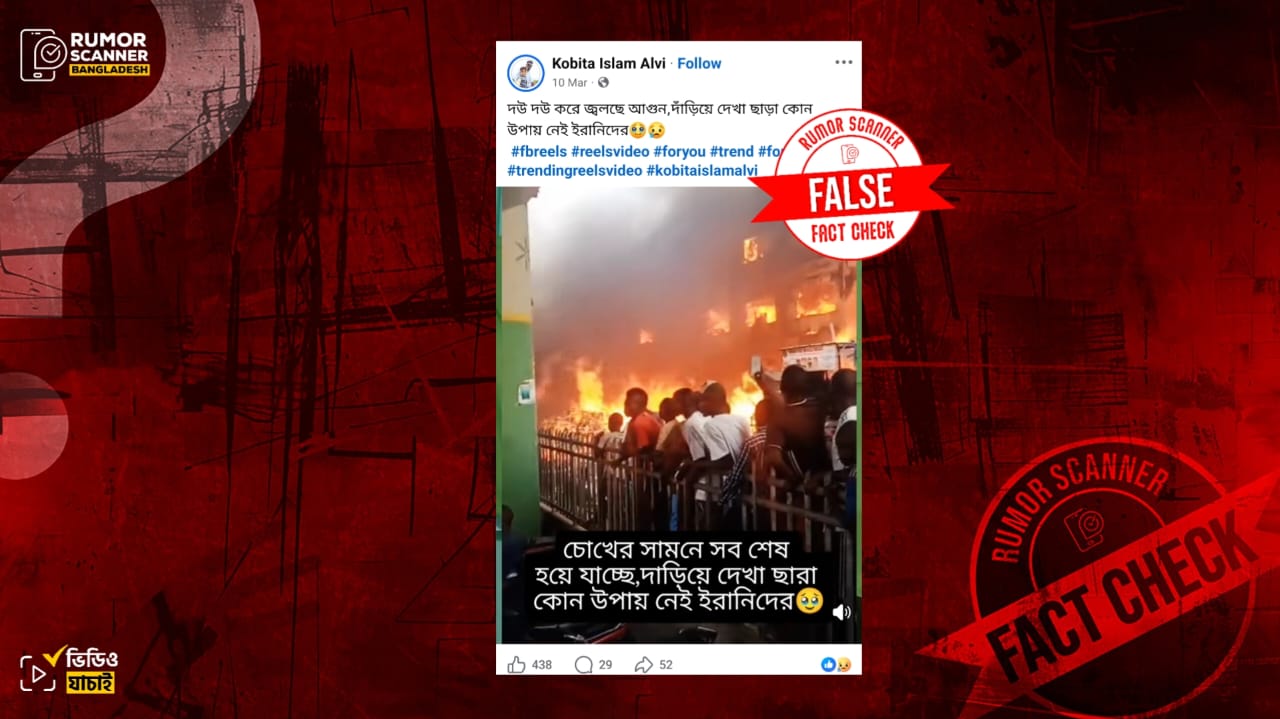 RUMOR
SCANNER
BANGLADESH
Kobita Islam Alvi · Follow
10 Mar ·
দউ দউ করে জ্বলছে আগুন,দাঁড়িয়ে দেখা ছাড়া কোন
উপায় নেই ইরানিদের🥹😢
#fbreels #reelsvideo #foryou #trend
#trendingreelsvideo #kobitaislamalvi
RUMOR SCANNER
FALSE
FACT CHECK
চোখের সামনে সব শেষ
হয়ে যাচ্ছে,দাড়িয়ে দেখা ছারা
কোন উপায় নেই ইরানিদের🥹
438 29 52
RUMOR SCANNER
FACT CHECK
ভিডিও
যাচাই